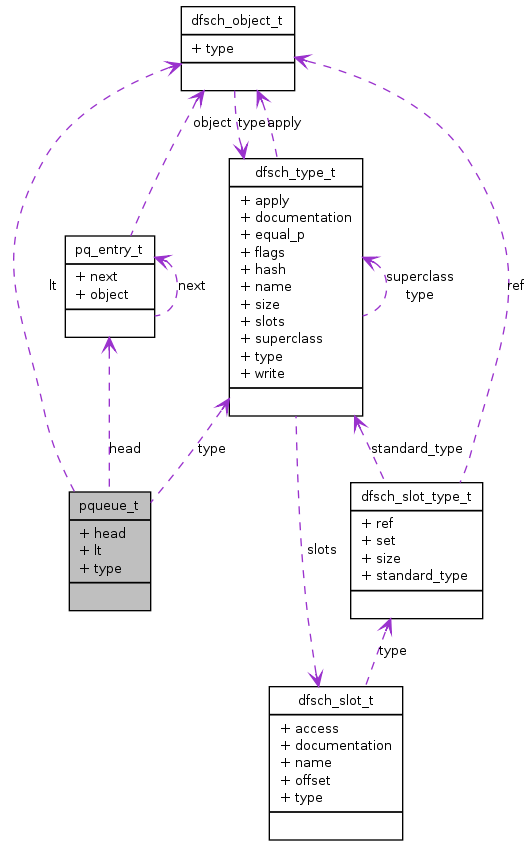 dfsch_object_t
+ type
object type apply
dfsch_type_t
+ apply
+ documentation
+ equal_p
+ flags
+ hash
+ name
+ size
+ slots
+ superclass
+ type
+ write
pq_entry_t
+ next
+ object
next
superclass
type
lt
ref
head
type
standard_type
pqueue_t
+ head
+ lt
+ type
dfsch_slot_type_t
+ ref
+ set
+ size
+ standard_type
slots
type
dfsch_slot_t
+ access
+ documentation
+ name
+ offset
+ type